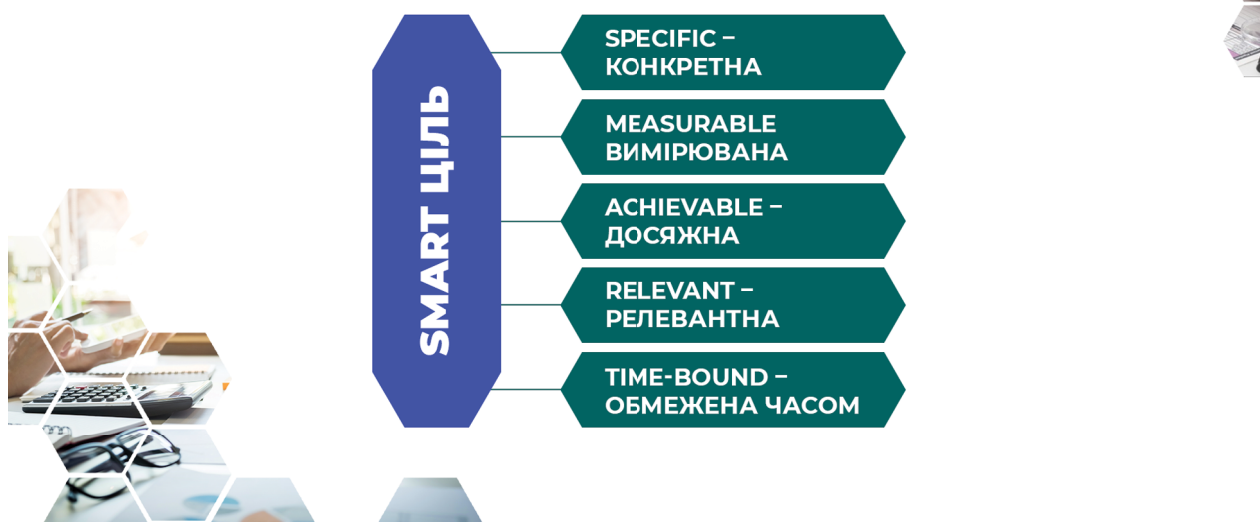 SMART ЦІЛЬ
SPECIFIC –
КОНКРЕТНА
MEASURABLE
ВИМІРЮВАНА
ACHIEVABLE –
ДОСЯЖНА
RELEVANT –
РЕЛЕВАНТНА
TIME-BOUND –
ОБМЕЖЕНА ЧАСОМ